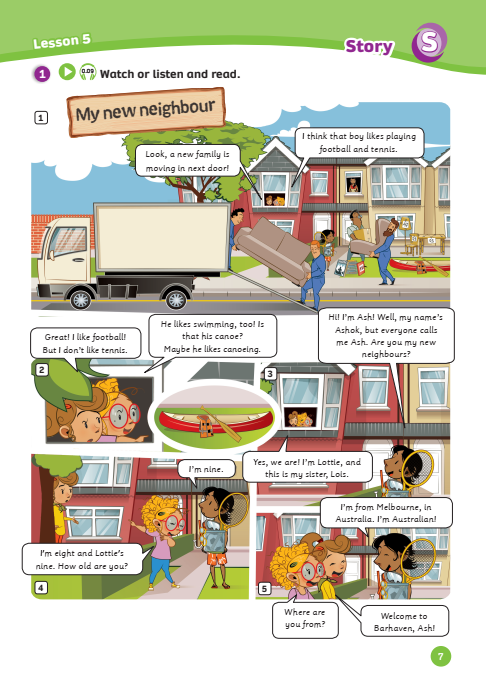 Lesson 5
Story
S
1
0.09
Watch or listen and read.
1
My new neighbour
Look, a new family is
moving in next door!
I think that boy likes playing
football and tennis.
Great! I like football!
But I don't like tennis.
He likes swimming, too! Is
that his canoe?
Maybe he likes canoeing.
Hi! I'm Ash! Well, my name's
Ashok, but everyone calls
me Ash. Are you my new
neighbours?
2
3
Yes, we are! I'm Lottie, and
this is my sister, Lois.
I'm nine.
I'm eight and Lottie's
nine. How old are you?
4
I'm from Melbourne, in
Australia. I'm Australian!
5
Where are
you from?
Welcome to
Barhaven, Ash!
7